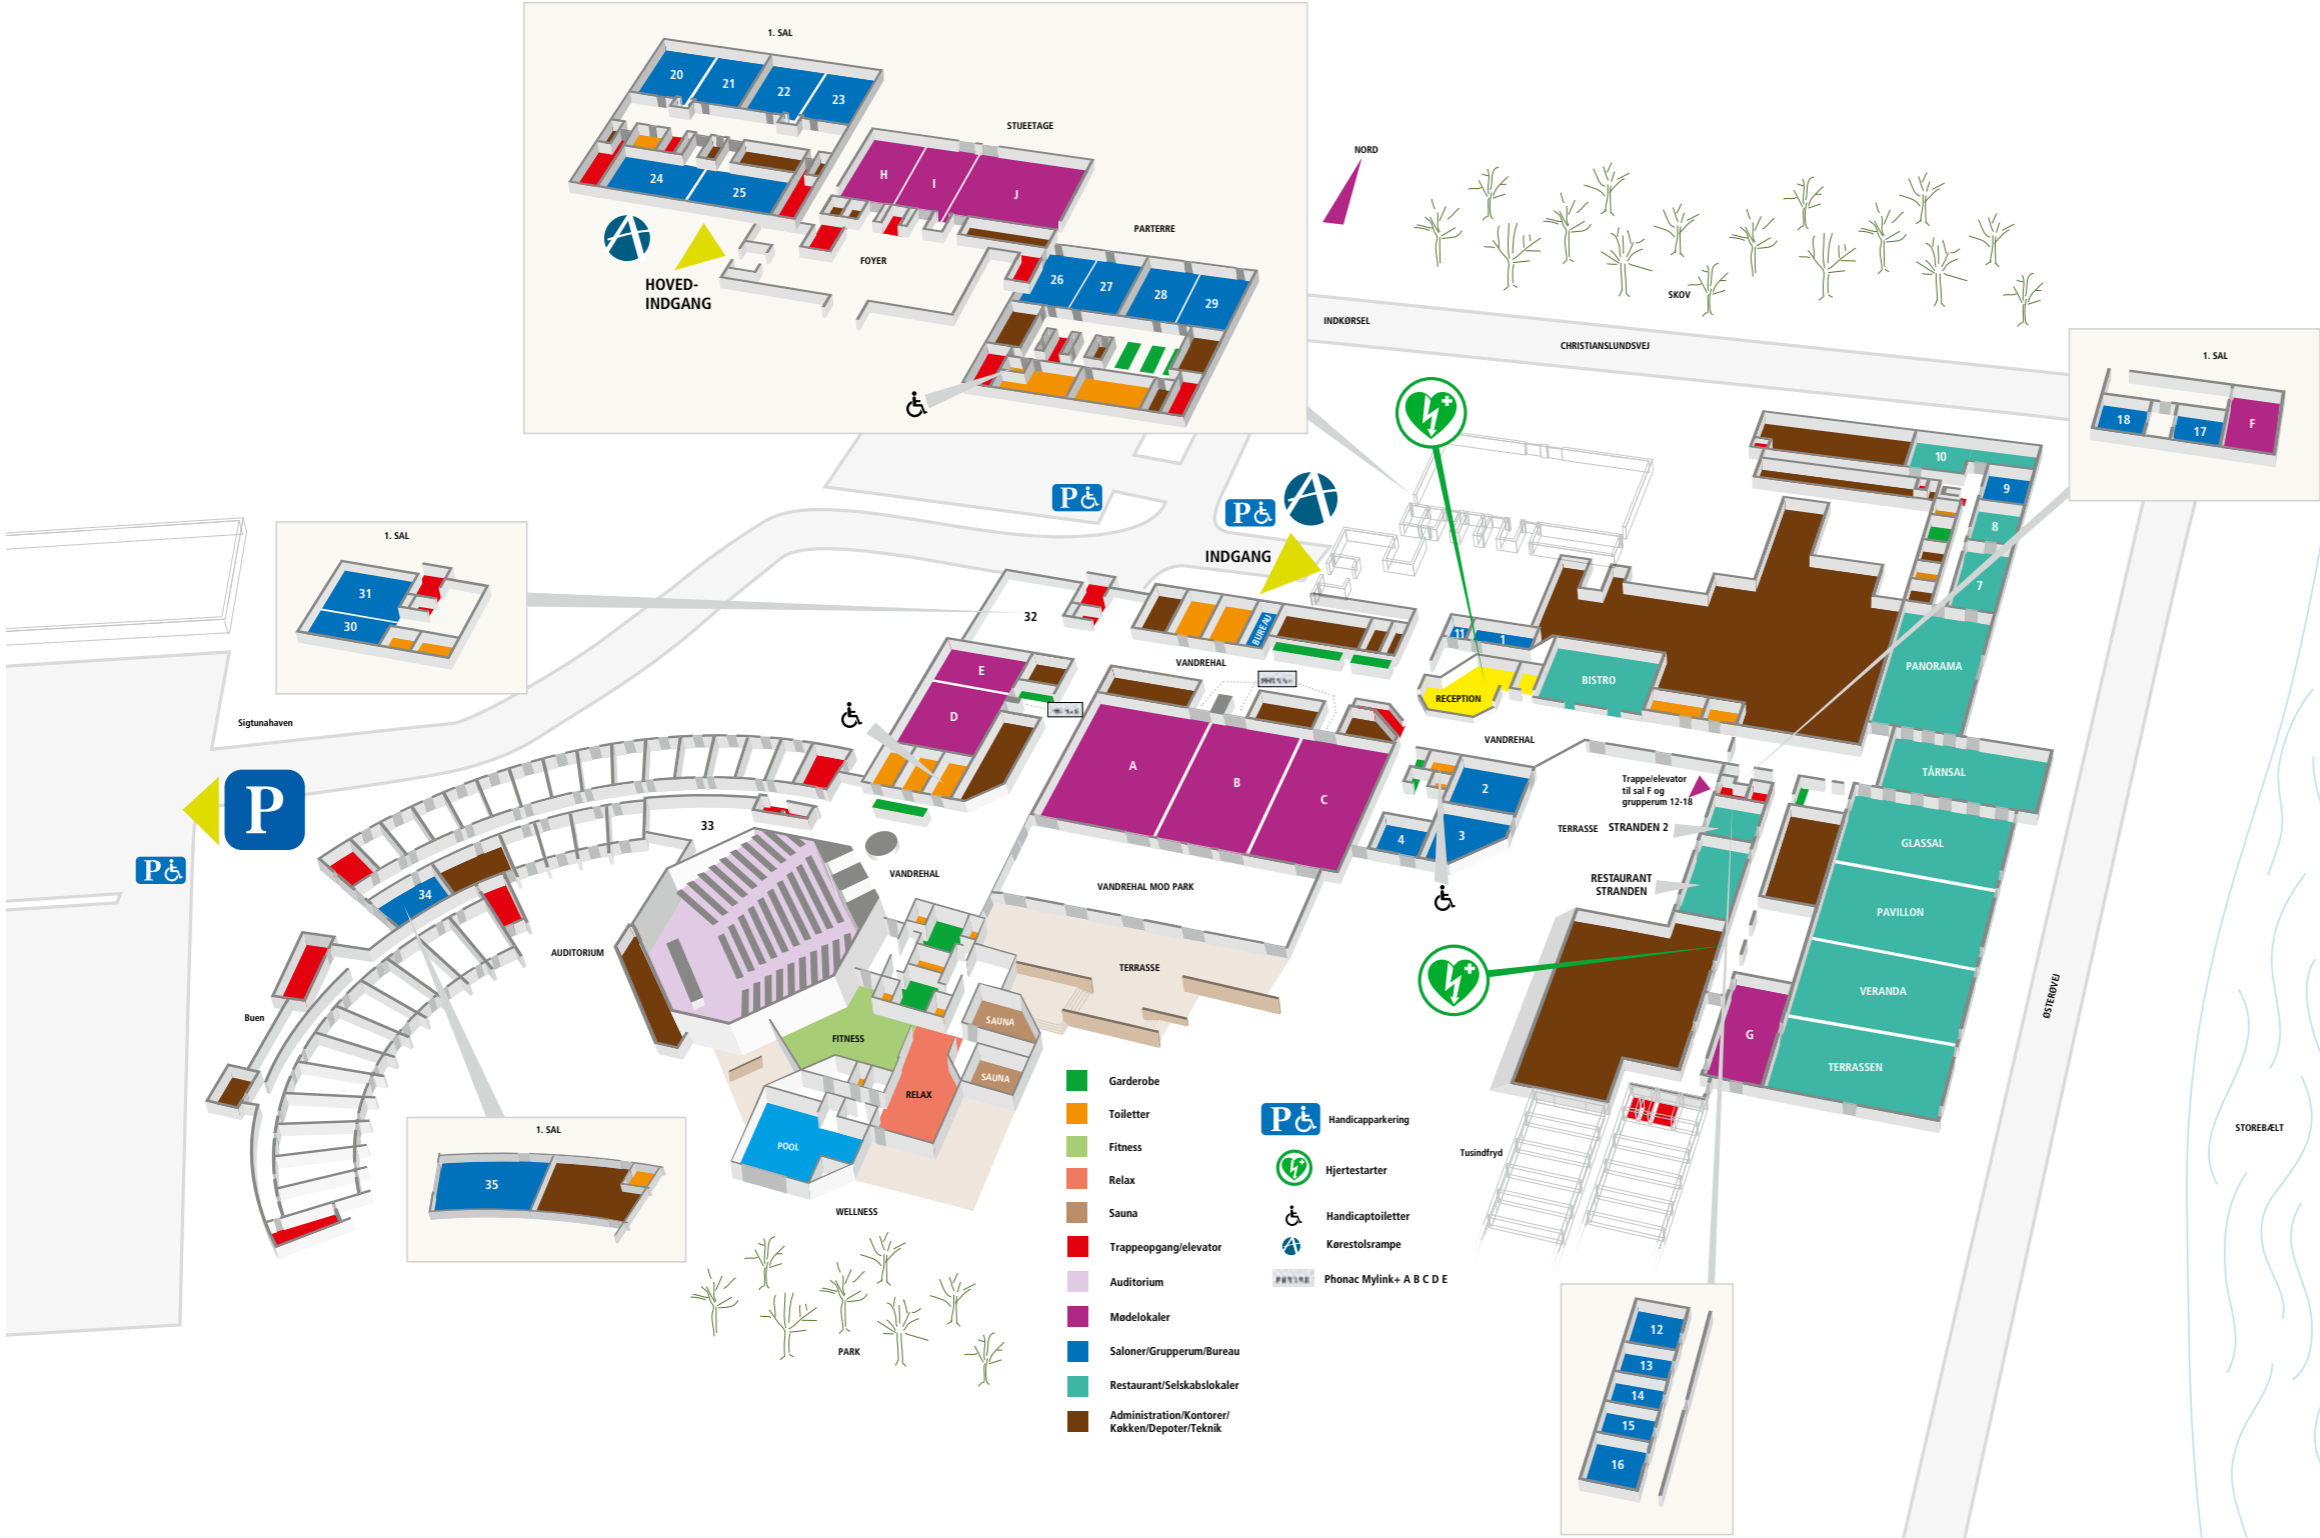 1. SAL
20
21
22
23
24
25
STUEETAGE
H
I
J
FOYER
HOVED-
INDGANG
PARTERRE
26
27
28
29
NORD
SKOV
INDKØRSEL
CHRISTIANSLUNDSVEJ
1. SAL
18
17
F
1. SAL
31
30
P
P
INDGANG
32
BUREAU
VANDREHAL
11
1
RECEPTION
BISTRO
10
9
8
7
PANORAMA
TÅRNSAL
E
D
A
B
C
VANDREHAL
2
3
4
Trappe/elevator
til sal F og
grupperum 12-18
TERRASSE
STRANDEN 2
RESTAURANT
STRANDEN
GLASSAL
PAVILLON
VERANDA
TERRASSEN
G
ØSTERØVEJ
STOREBÆLT
Sigtunahaven
P
P
33
34
AUDITORIUM
VANDREHAL
VANDREHAL MOD PARK
TERRASSE
Buen
FITNESS
SAUNA
SAUNA
RELAX
POOL
WELLNESS
PARK
1. SAL
35
Tusindfryd
12
13
14
15
16
Garderobe
Toiletter
Fitness
Relax
Sauna
Trappeopgang/elevator
Auditorium
Mødelokaler
Saloner/Grupperum/Bureau
Restaurant/Selskabslokaler
Administration/Kontorer/
Køkken/Depoter/Teknik
P
Handicapparkering
Hjertestarter
Handicaptoiletter
Kørestolsrampe
Phonac Mylink+ A B C D E